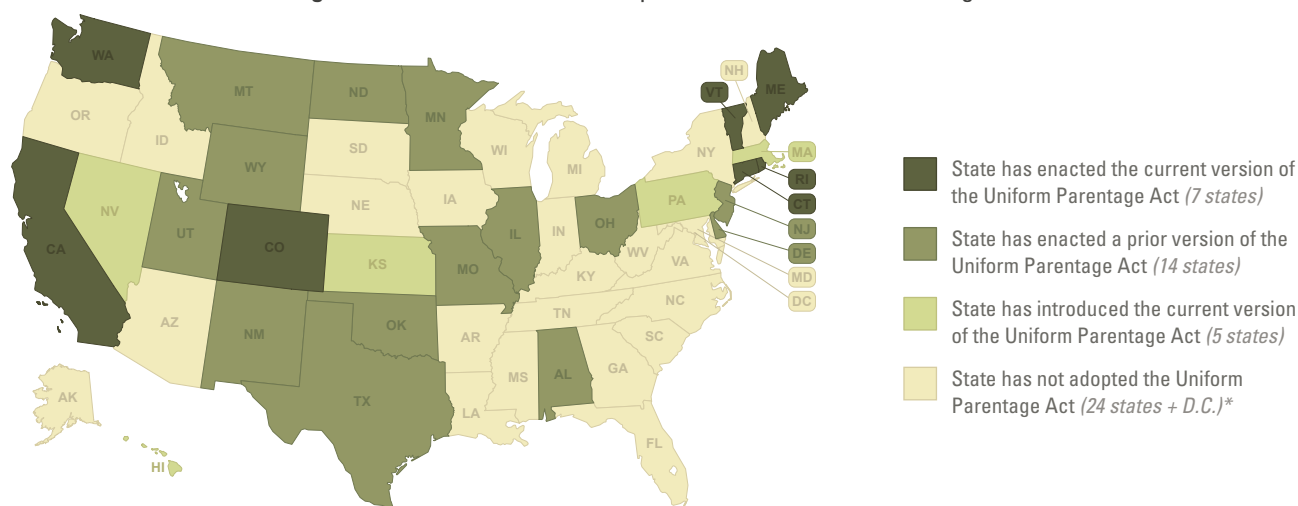 WA
MT
ND
MN
OR
ID
SD
WY
WI
MI
NH
VT
ME
NY
MA
RI
CT
NJ
DE
MD
DC
NV
UT
CO
CA
NE
IA
KS
MO
IL
IN
OH
PA
WV
VA
KY
NC
TN
SC
AZ
NM
OK
AR
TX
LA
MS
AL
GA
FL
AK
HI
State has enacted the current version of
the Uniform Parentage Act (7 states)
State has enacted a prior version of the
Uniform Parentage Act (14 states)
State has introduced the current version
of the Uniform Parentage Act (5 states)
State has not adopted the Uniform
Parentage Act (24 states + D.C.)*